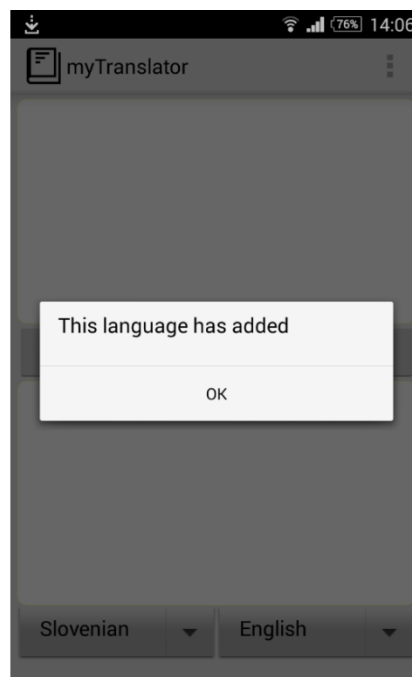 76% 14:06
myTranslator
This language has added
OK
Slovenian English